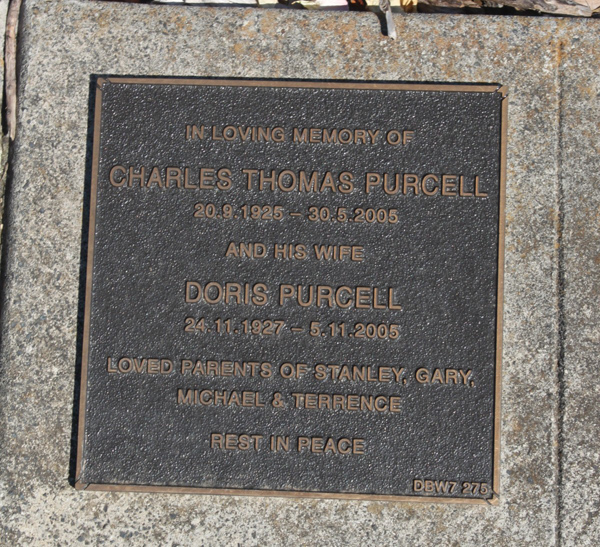 IN LOVING MEMORY OF
CHARLES THOMAS PURCELL
20.9.1925 - 30.5.2005
AND HIS WIFE
DORIS PURCELL
24.11.1927 - 5.11.2005
LOVED PARENTS OF STANLEY, GARY,
MICHAEL & TERRENCE
REST IN PEACE
DBW7 275